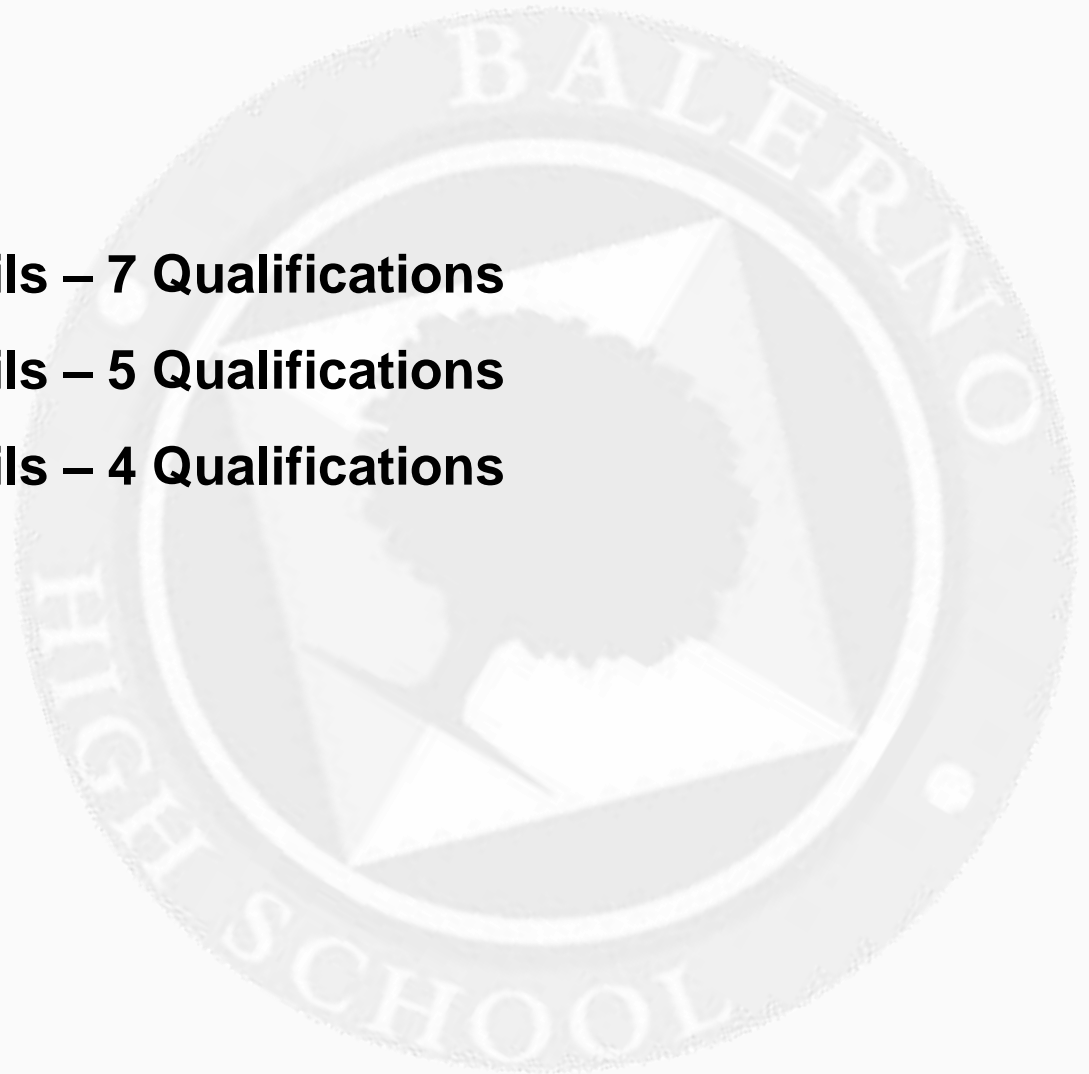 BALERNO
ils – 7 Qualifications
ils – 5 Qualifications
ils – 4 Qualifications
HIGH SCHOOL